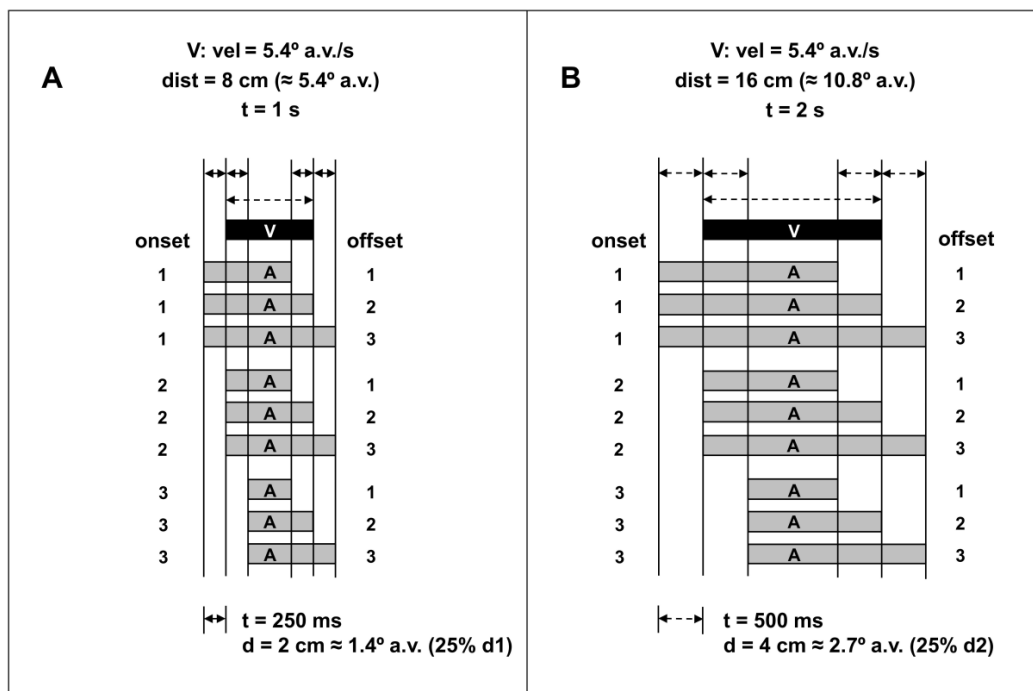 A
V: vel = 5.4º a.v./s
dist = 8 cm (≈ 5.4º a.v.)
t = 1 s
V
onset
offset
1 A 1
1 A 2
1 A 3
2 A 1
2 A 2
2 A 3
3 A 1
3 A 2
3 A 3
t = 250 ms
d = 2 cm ≈ 1.4º a.v. (25% d1)
B
V: vel = 5.4º a.v./s
dist = 16 cm (≈ 10.8º a.v.)
t = 2 s
V
onset
offset
1 A 1
1 A 2
1 A 3
2 A 1
2 A 2
2 A 3
3 A 1
3 A 2
3 A 3
t = 500 ms
d = 4 cm ≈ 2.7º a.v. (25% d2)